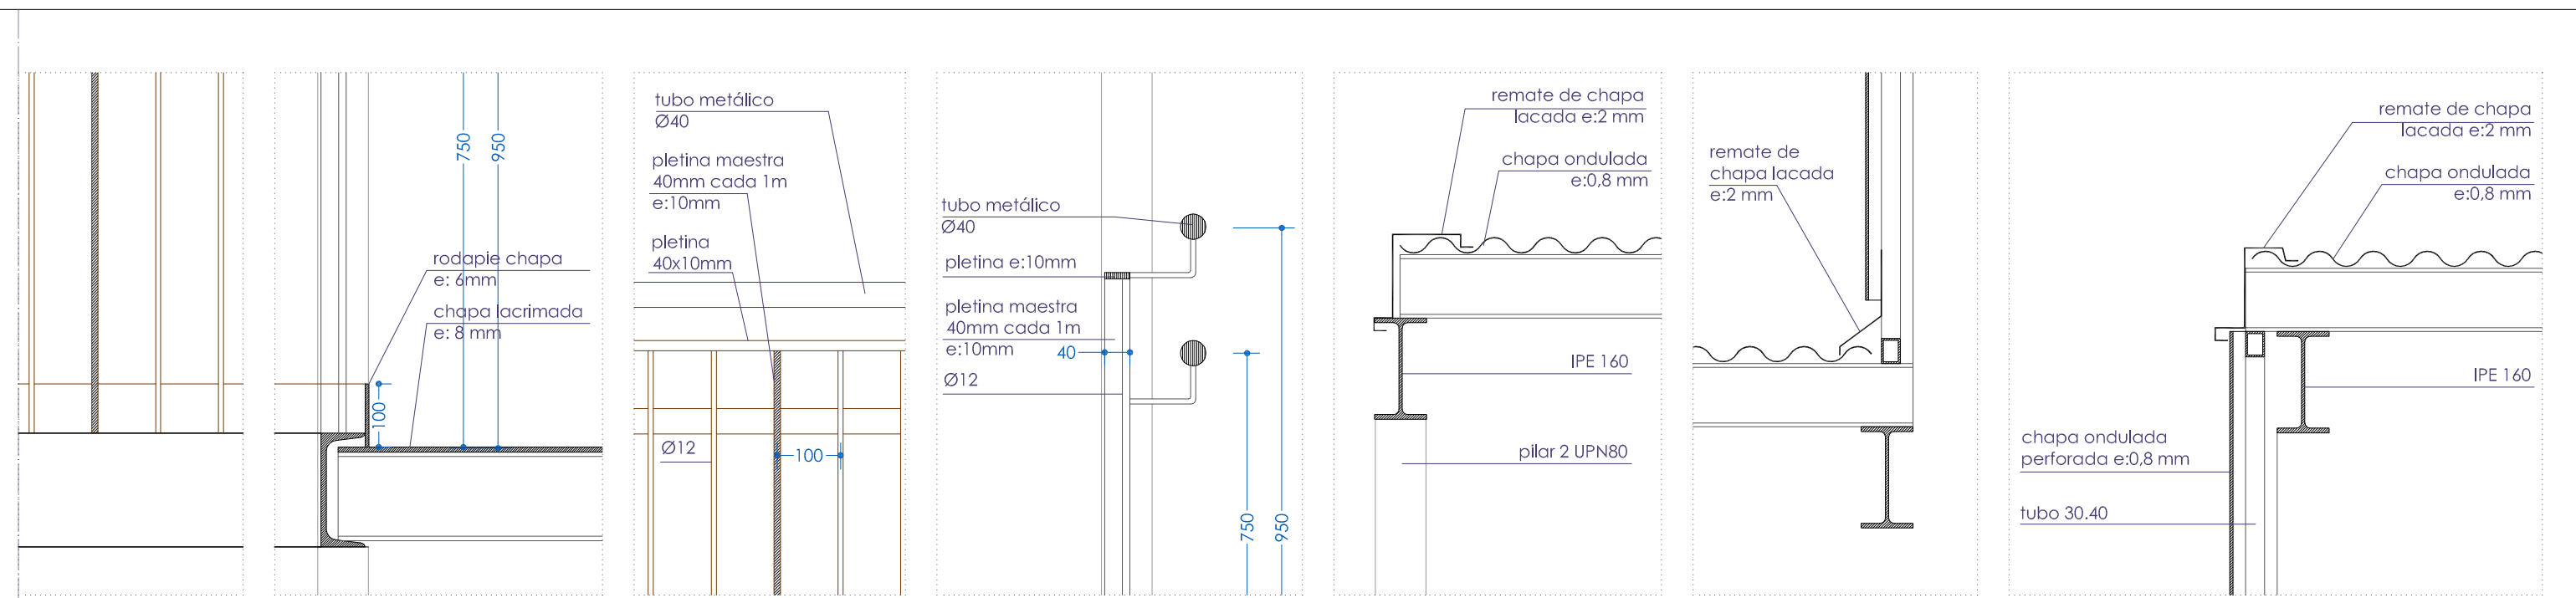 750
950
rodapie chapa
e: 6mm
chapa lacrimada
e: 8 mm
100
tubo metálico
Ø40
pletina maestra
40mm cada 1m
e:10mm
pletina
40x10mm
Ø12
100
tubo metálico
Ø40
pletina e:10mm
pletina maestra
40mm cada 1m
e:10mm
40
Ø12
750
950
remate de chapa
lacada e:2 mm
chapa ondulada
e:0,8 mm
IPE 160
pilar 2 UPN80
remate de
chapa lacada
e:2 mm
remate de chapa
lacada e:2 mm
chapa ondulada
e:0,8 mm
IPE 160
chapa ondulada
perforada e:0,8 mm
tubo 30.40